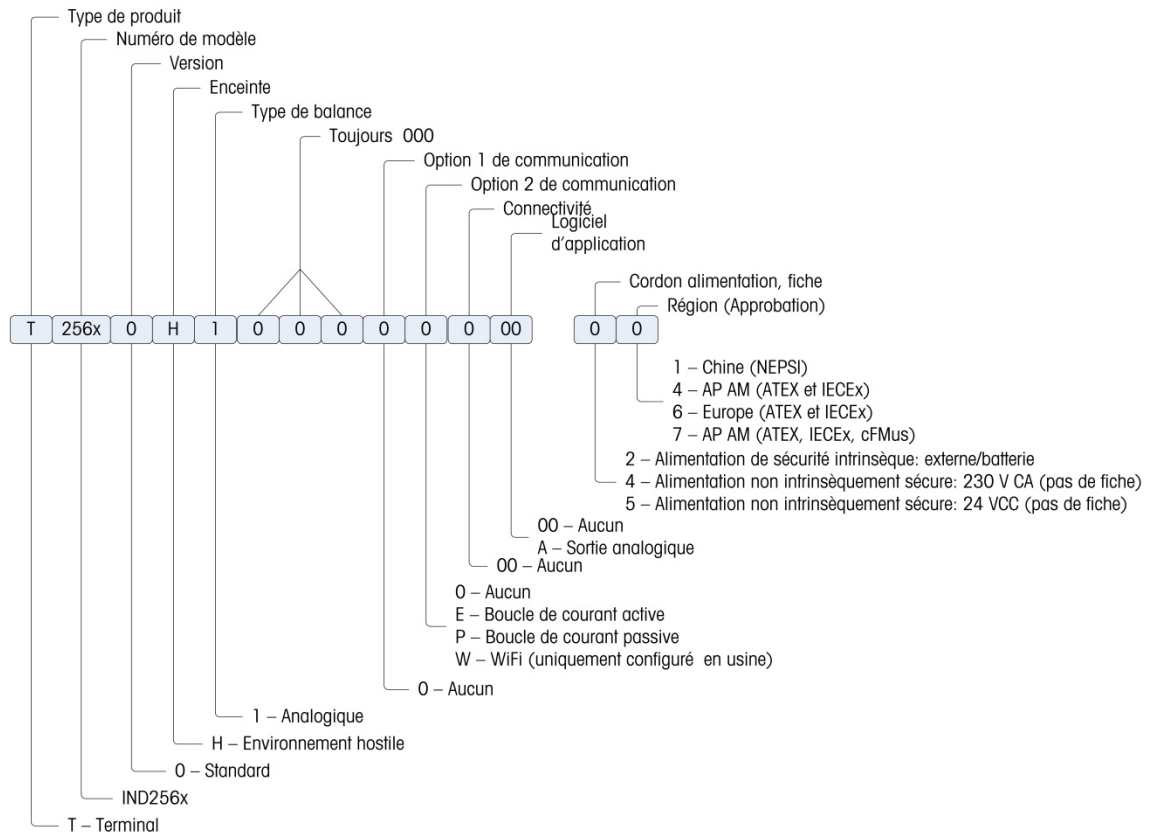 Type de produit
Numéro de modèle
Version
Enceinte
Type de balance
Toujours 000
Option 1 de communication
Option 2 de communication
Connectivité
Logiciel
d'application
Cordon alimentation, fiche
Région (Approbation)
T 256x 0 H 1 0 0 0 0 0 0 00 0 0
1 – Chine (NEPSI)
4 – AP AM (ATEX et IECEx)
6 – Europe (ATEX et IECEx)
7 – AP AM (ATEX, IECEx, cFMus)
2 – Alimentation de sécurité intrinsèque: externe/batterie
4 – Alimentation non intrinsèquement sécure: 230 V CA (pas de fiche)
5 – Alimentation non intrinsèquement sécure: 24 VCC (pas de fiche)
00 – Aucun
A – Sortie analogique
00 – Aucun
0 – Aucun
E – Boucle de courant active
P – Boucle de courant passive
W – WiFi (uniquement configuré en usine)
0 – Aucun
1 – Analogique
H – Environnement hostile
0 – Standard
IND256x
T – Terminal